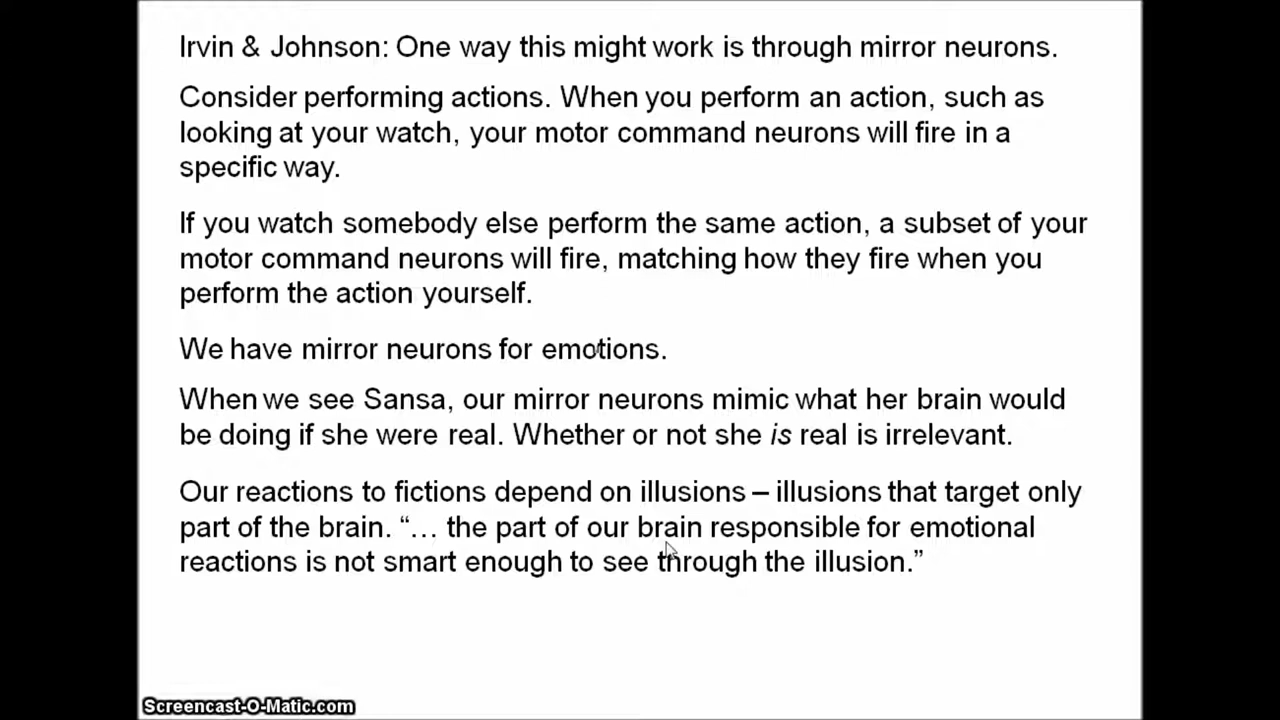 Irvin & Johnson: One way this might work is through mirror neurons.
Consider performing actions. When you perform an action, such as
looking at your watch, your motor command neurons will fire in a
specific way.
If you watch somebody else perform the same action, a subset of your
motor command neurons will fire, matching how they fire when you
perform the action yourself.
We have mirror neurons for emotions.
When we see Sansa, our mirror neurons mimic what her brain would
be doing if she were real. Whether or not she is real is irrelevant.
Our reactions to fictions depend on illusions – illusions that target only
part of the brain. “… the part of our brain responsible for emotional
reactions is not smart enough to see through the illusion.”
Screencast-O-Matic.com